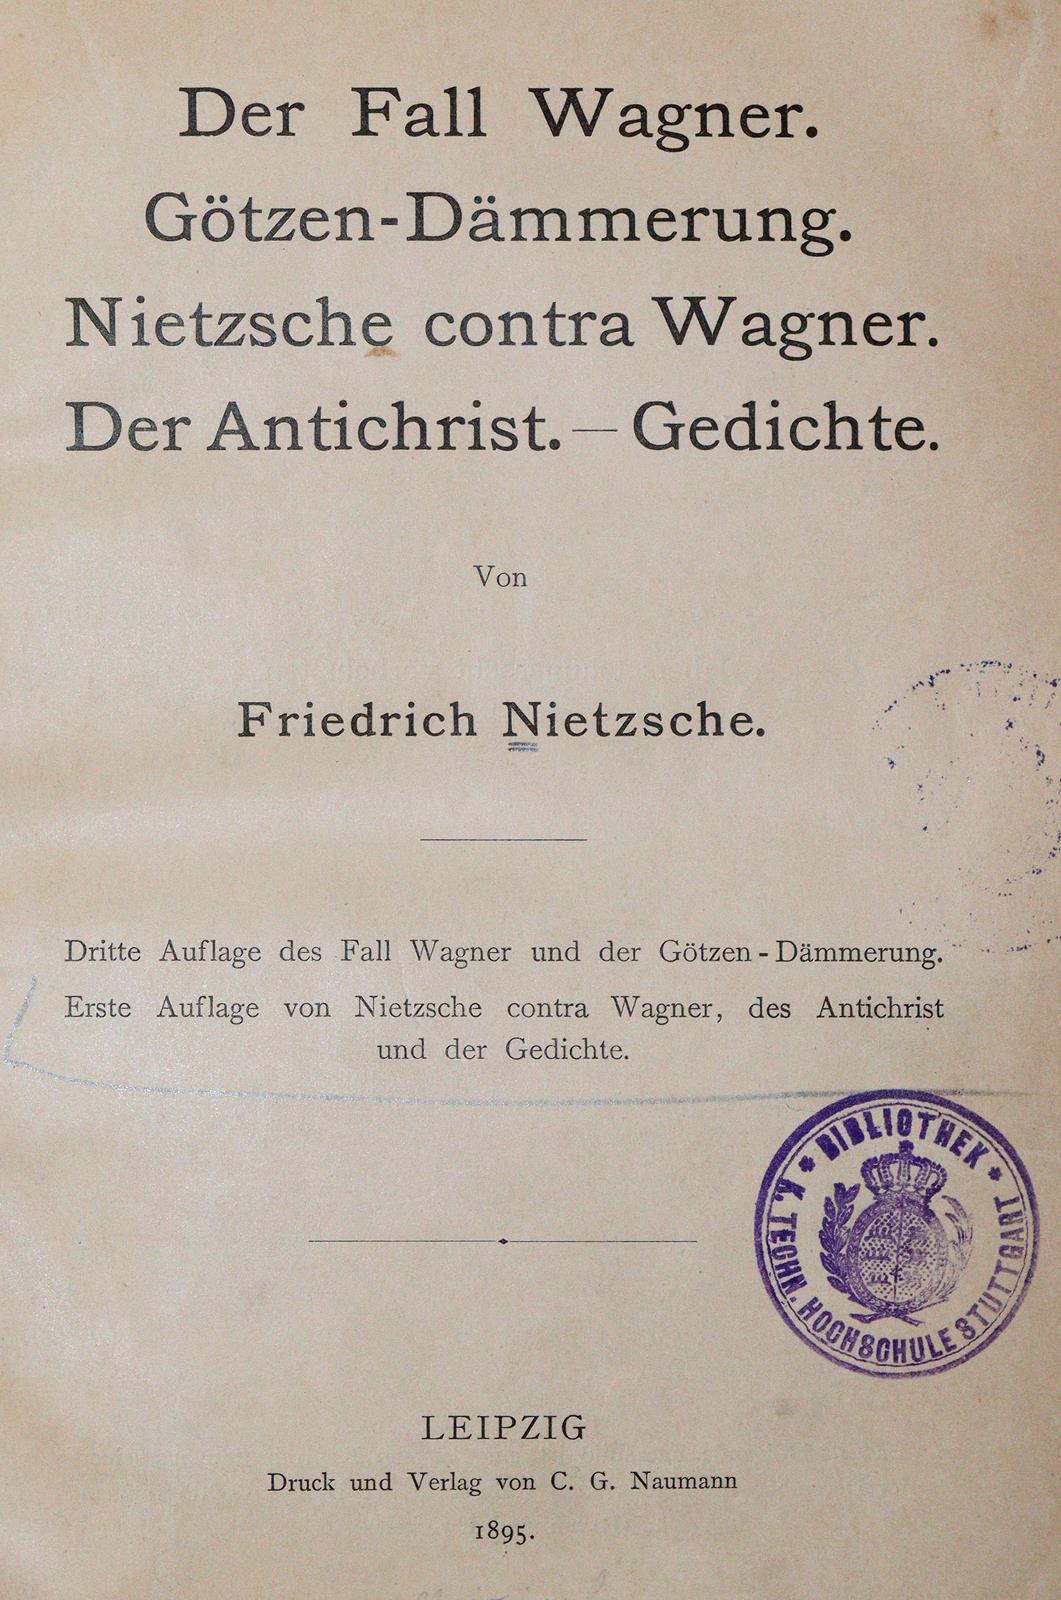 Der Fall Wagner.
Götzen-Dämmerung.
Nietzsche contra Wagner.
Der Antichrist. — Gedichte.
Von
Friedrich Nietzsche.
Dritte Auflage des Fall Wagner und der Götzen-Dämmerung.
Erste Auflage von Nietzsche contra Wagner, des Antichrist
und der Gedichte.
* BIBLIOTHEK *
K. TECHN. HOCHSCHULE STUTTGART
LEIPZIG
Druck und Verlag von C. G. Naumann
1895.